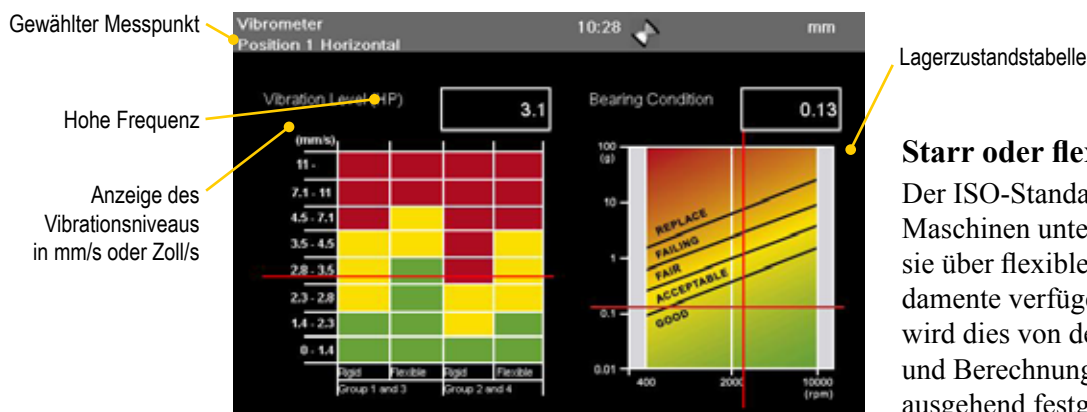 Gewählter Messpunkt
Hohe Frequenz
Anzeige des
Vibrationsniveaus
in mm/s oder Zoll/s
Vibrometer
Position 1 Horizontal
10:28
mm
Vibration Level (HP)
3.1
(mm/s)
11 -
7.1 - 11
4.5 - 7.1
3.5 - 4.5
2.8 - 3.5
2.3 - 2.8
1.4 - 2.3
0 - 1.4
Rigid Flexible Rigid Flexible
Group 1 and 3 Group 2 and 4
Bearing Condition
0.13
100
(g)
10
1
0.1
0.01
REPLACE
FAILING
FAIR
ACCEPTABLE
GOOD
400 2000 10000
(rpm)
Lagerzustandstabelle
Starr oder
Der ISO-Standa
Maschinen unte
sie über flexible
damente verfüg
wird dies von de
und Berechnung
ausgehend festg